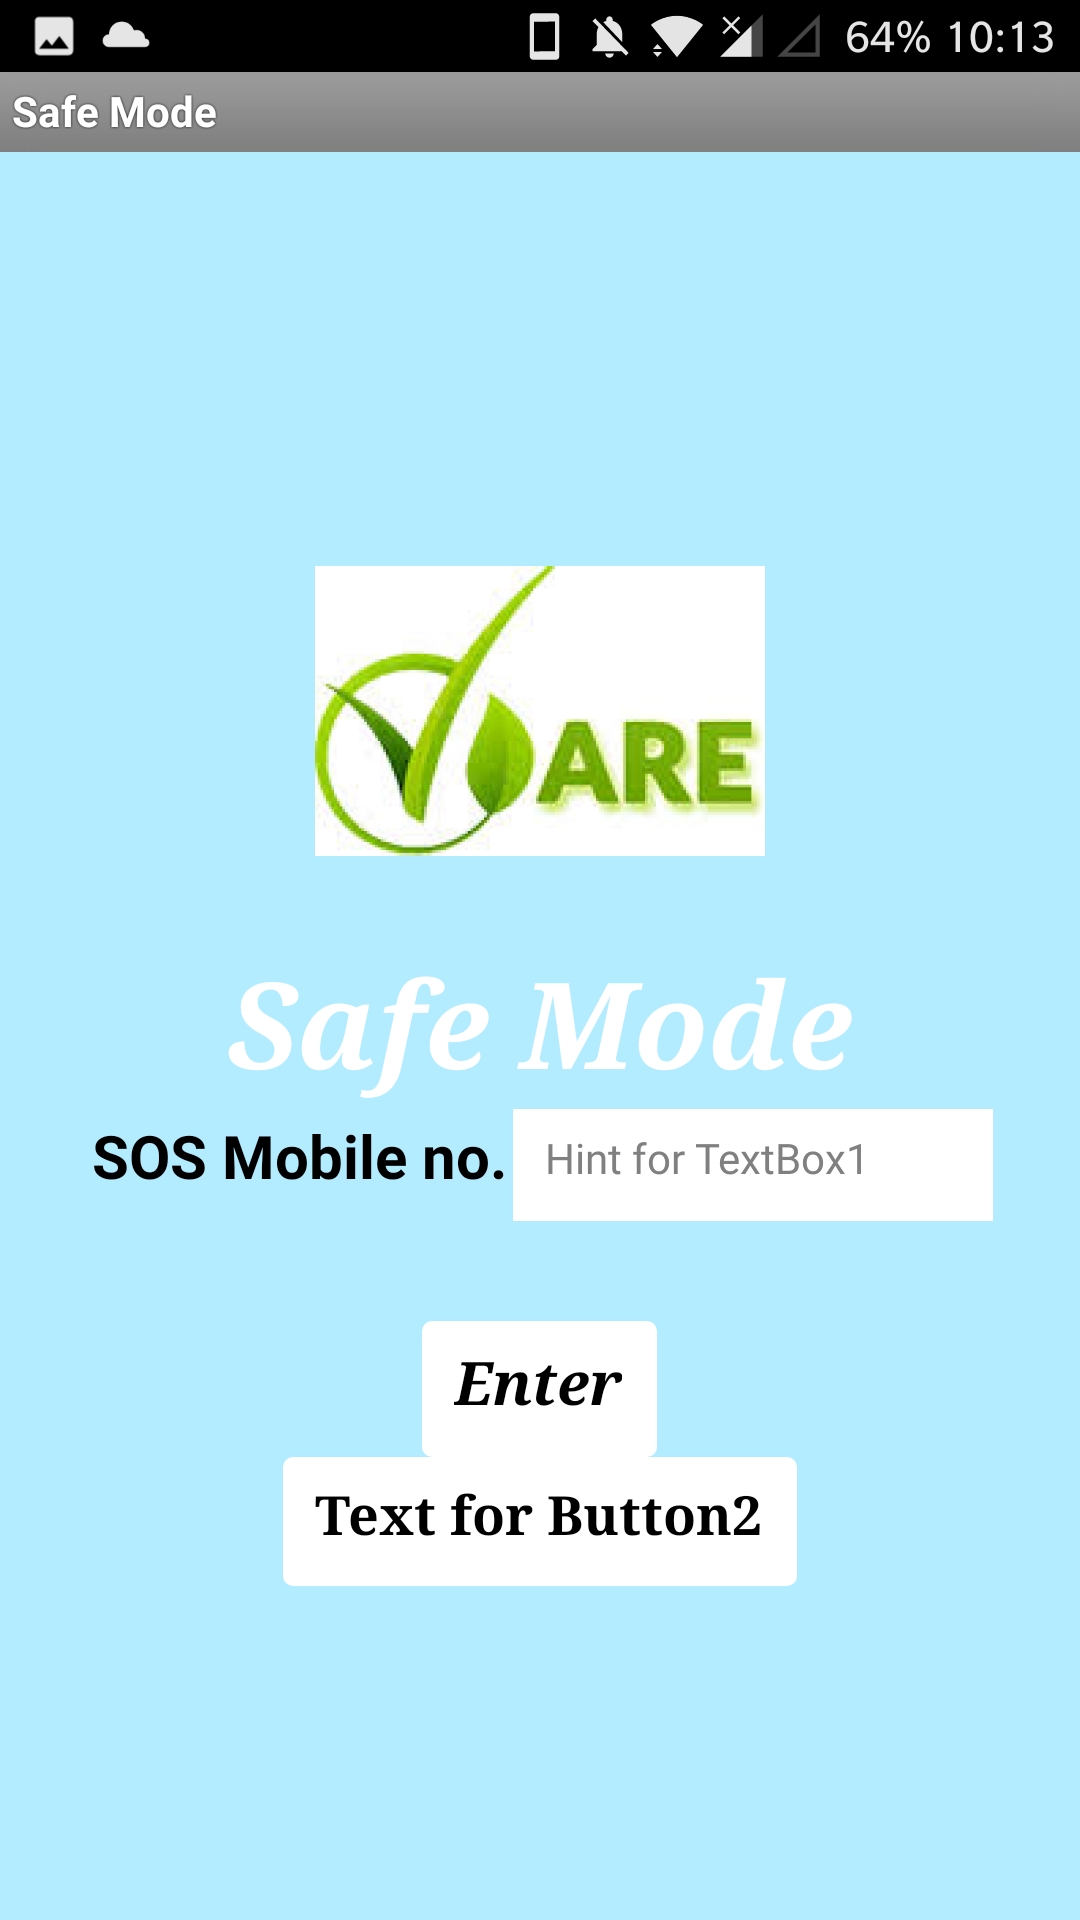 64% 10:13
Safe Mode
ARE
Safe Mode
SOS Mobile no. Hint for TextBox1
Enter
Text for Button2